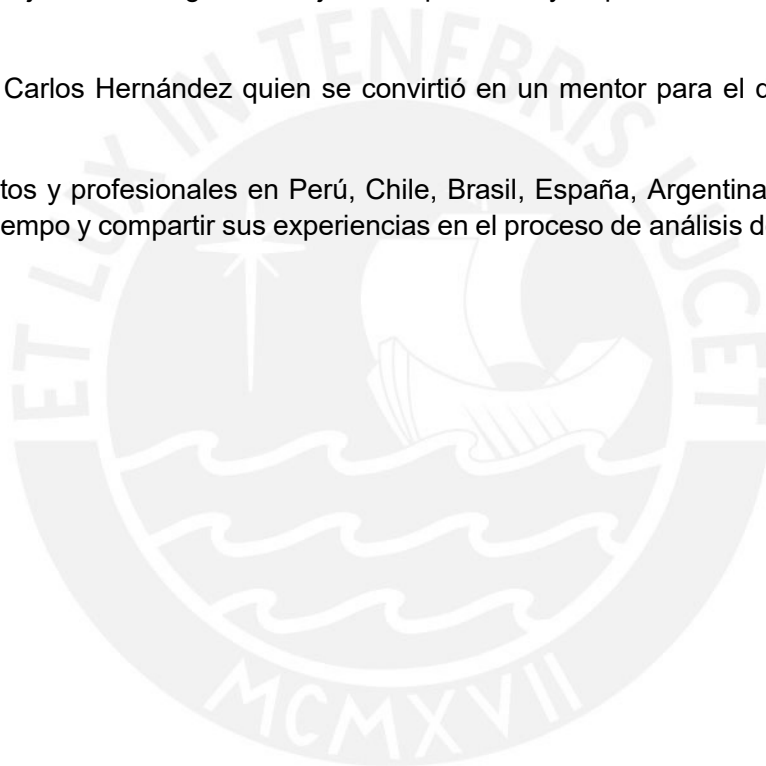 Carlos Hernández quien se convirtió en un mentor para el d
tos y profesionales en Perú, Chile, Brasil, España, Argentina
empo y compartir sus experiencias en el proceso de análisis d
ET LUX IN TENEBRIS LUCET
MCMXVII